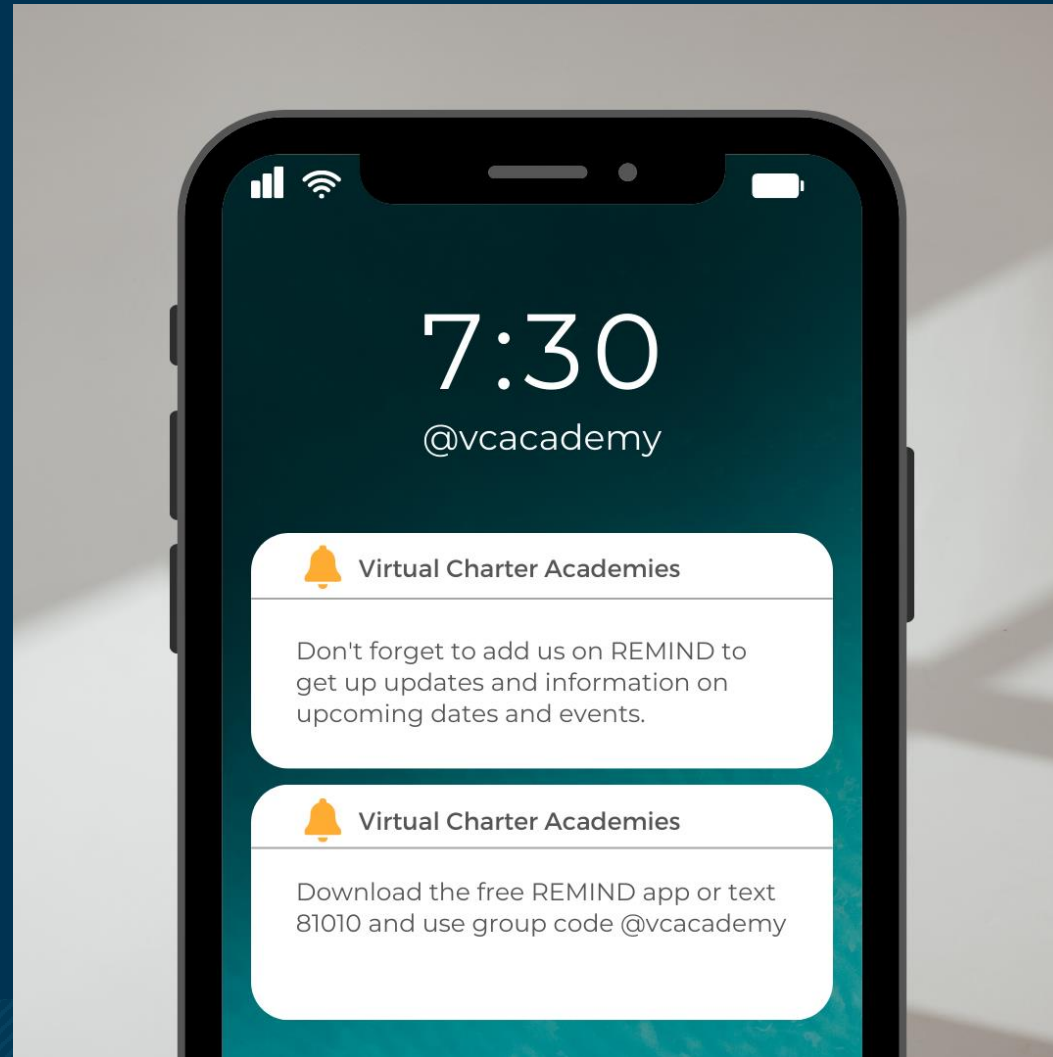 7:30
@vcacademy
Virtual Charter Academies
Don't forget to add us on REMIND to
get up updates and information on
upcoming dates and events.
Virtual Charter Academies
Download the free REMIND app or text
81010 and use group code @vcacademy